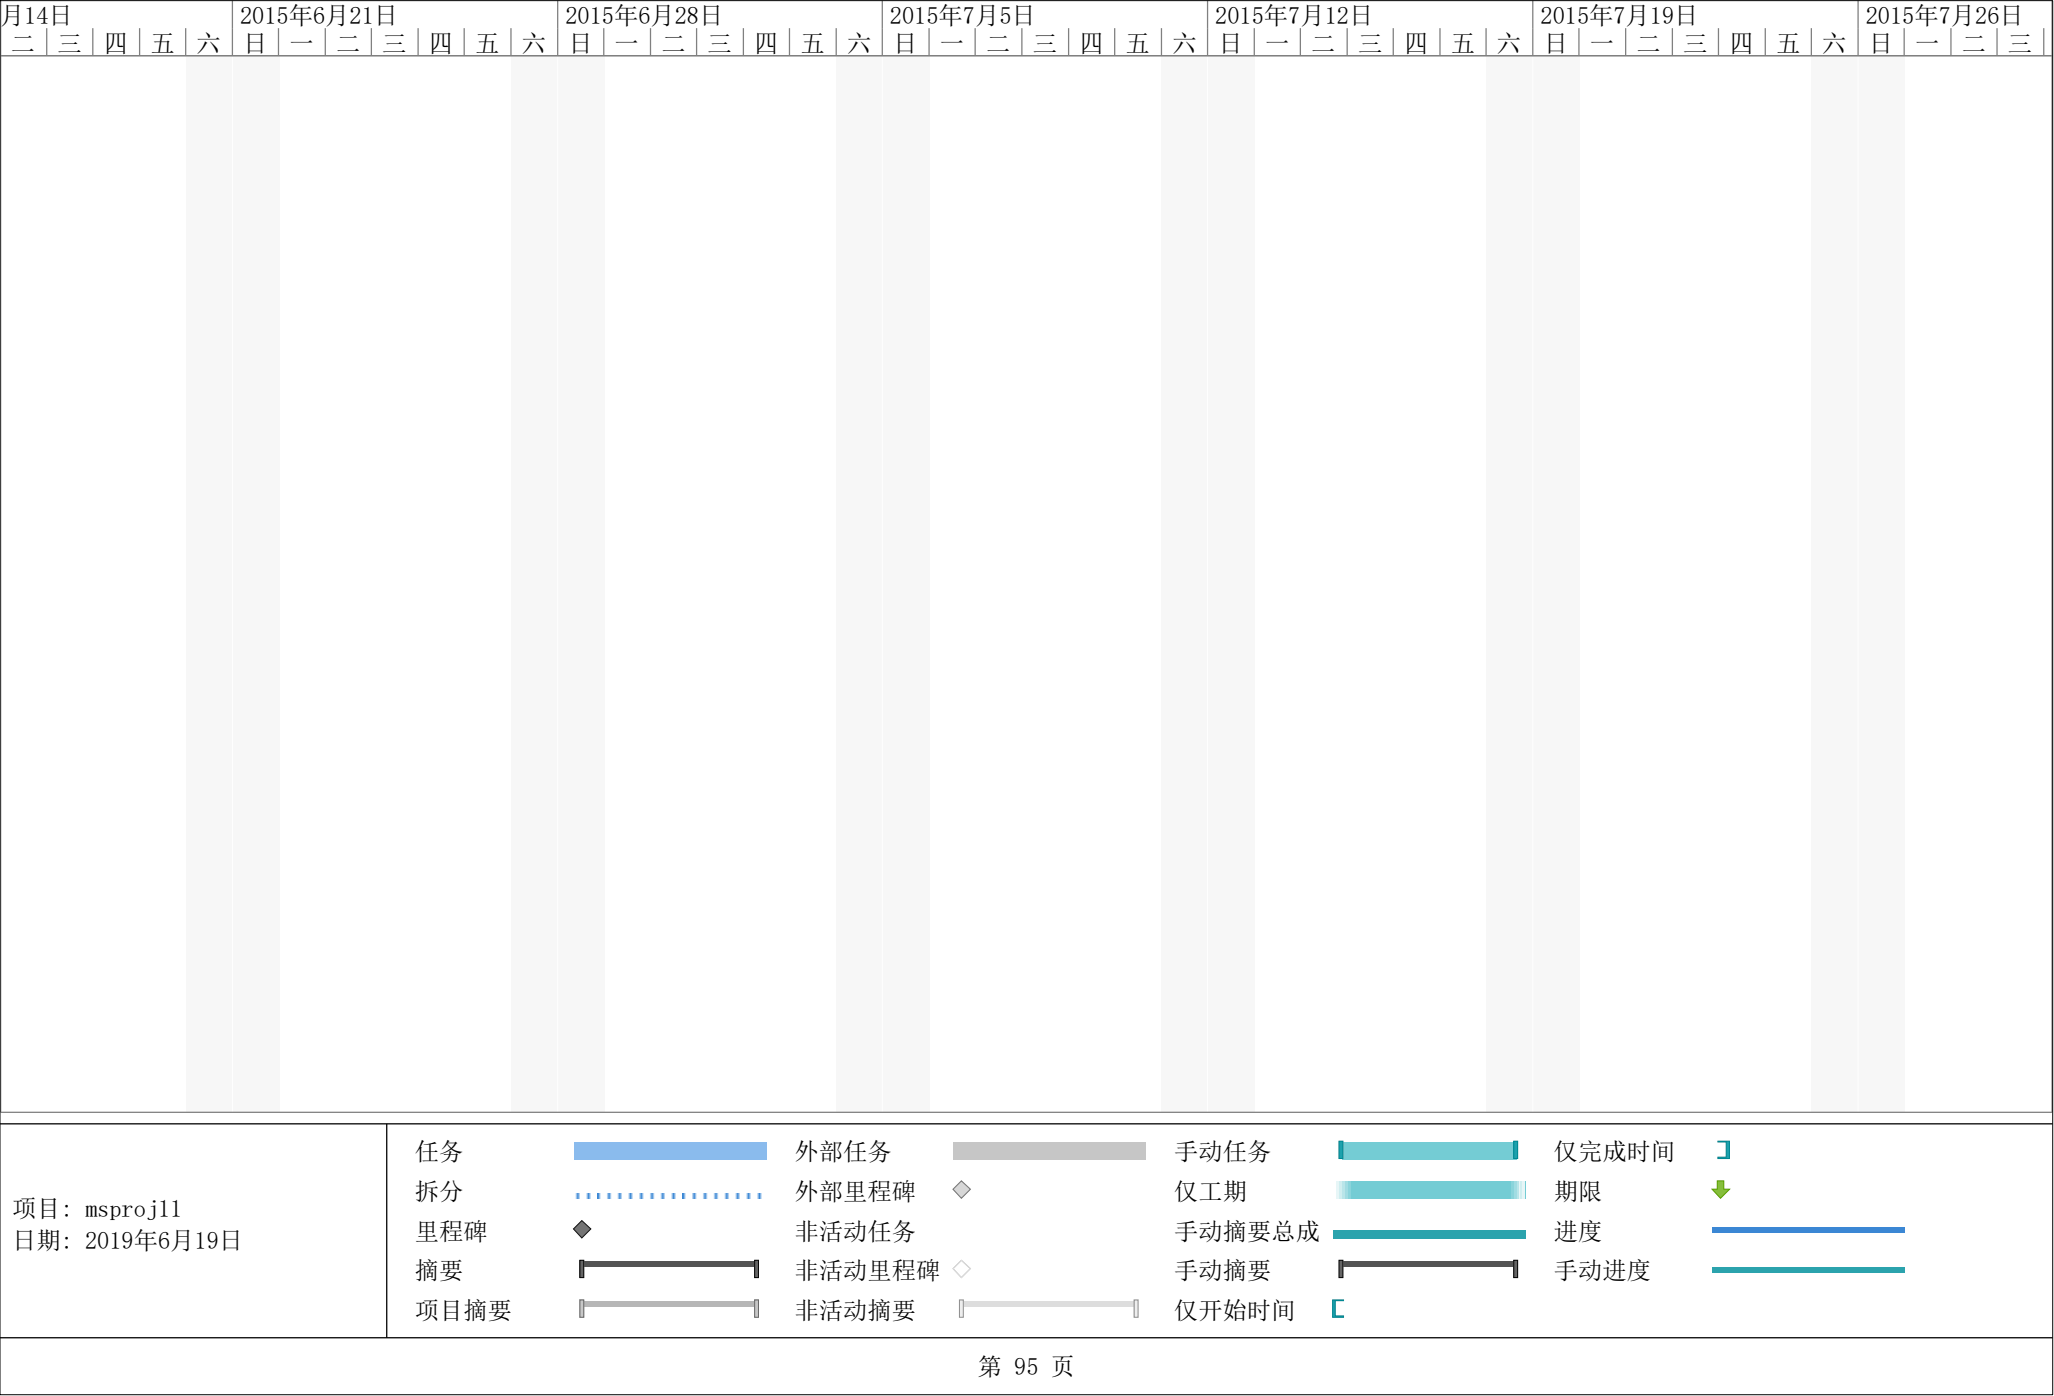 月14日 2015年6月21日 2015年6月28日 2015年7月5日 2015年7月12日 2015年7月19日 2015年7月26日
二 三 四 五 六 日 一 二 三 四 五 六 日 一 二 三 四 五 六 日 一 二 三 四 五 六 日 一 二 三 四 五 六 日 一 二 三 四 五 六 日 一 二 三
项目: msproj11
日期: 2019年6月19日
任务 外部任务 手动任务 仅完成时间
拆分 外部里程碑 仅工期 期限
里程碑 非活动任务 手动摘要总成 进度
摘要 非活动里程碑 手动摘要 手动进度
项目摘要 非活动摘要 仅开始时间
第 95 页